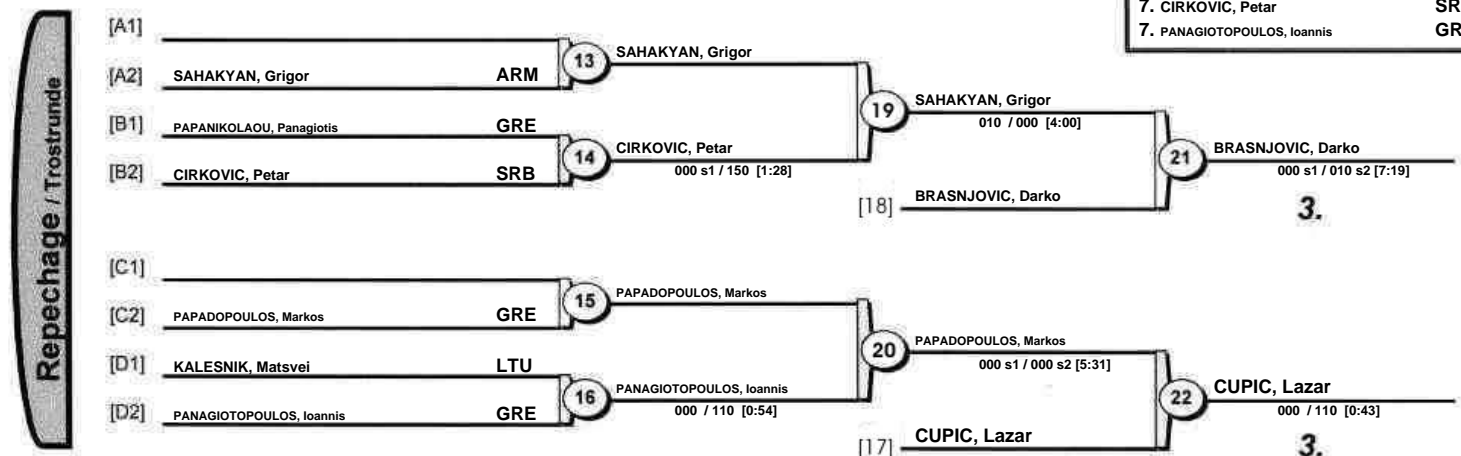 7. CIRKOVIC, Petar SR
7. PANAGIOTOPOULOS, Ioannis GR
Repechage / Trostrunde
[A1]
[A2] SAHAKYAN, Grigor ARM
13 SAHAKYAN, Grigor
[B1] PAPANIKOLAOU, Panagiotis GRE
[B2] CIRKOVIC, Petar SRB
14 CIRKOVIC, Petar
000 s1 / 150 [1:28]
19 SAHAKYAN, Grigor
010 / 000 [4:00]
[18] BRASNJOVIC, Darko
21 BRASNJOVIC, Darko
000 s1 / 010 s2 [7:19]
3.
[C1]
[C2] PAPADOPOULOS, Markos GRE
15 PAPADOPOULOS, Markos
[D1] KALESNIK, Matsvei LTU
[D2] PANAGIOTOPOULOS, Ioannis GRE
16 PANAGIOTOPOULOS, Ioannis
000 / 110 [0:54]
20 PAPADOPOULOS, Markos
000 s1 / 000 s2 [5:31]
[17] CUPIC, Lazar
22 CUPIC, Lazar
000 / 110 [0:43]
3.